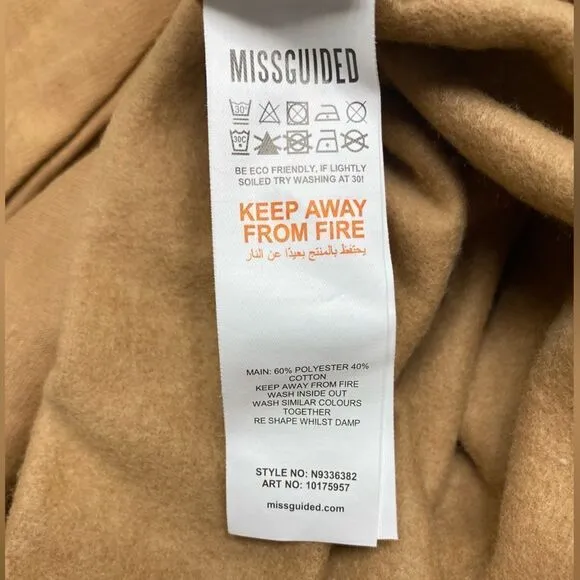 MISSGUIDED
30°
30C
BE ECO FRIENDLY, IF LIGHTLY
SOILED TRY WASHING AT 30!
KEEP AWAY
FROM FIRE
يحتفظ بالمنتج بعيدًا عن النار
MAIN: 60% POLYESTER 40%
COTTON
KEEP AWAY FROM FIRE
WASH INSIDE OUT
WASH SIMILAR COLOURS
TOGETHER
RE SHAPE WHILST DAMP
STYLE NO: N9336382
ART NO: 10175957
missguided.com